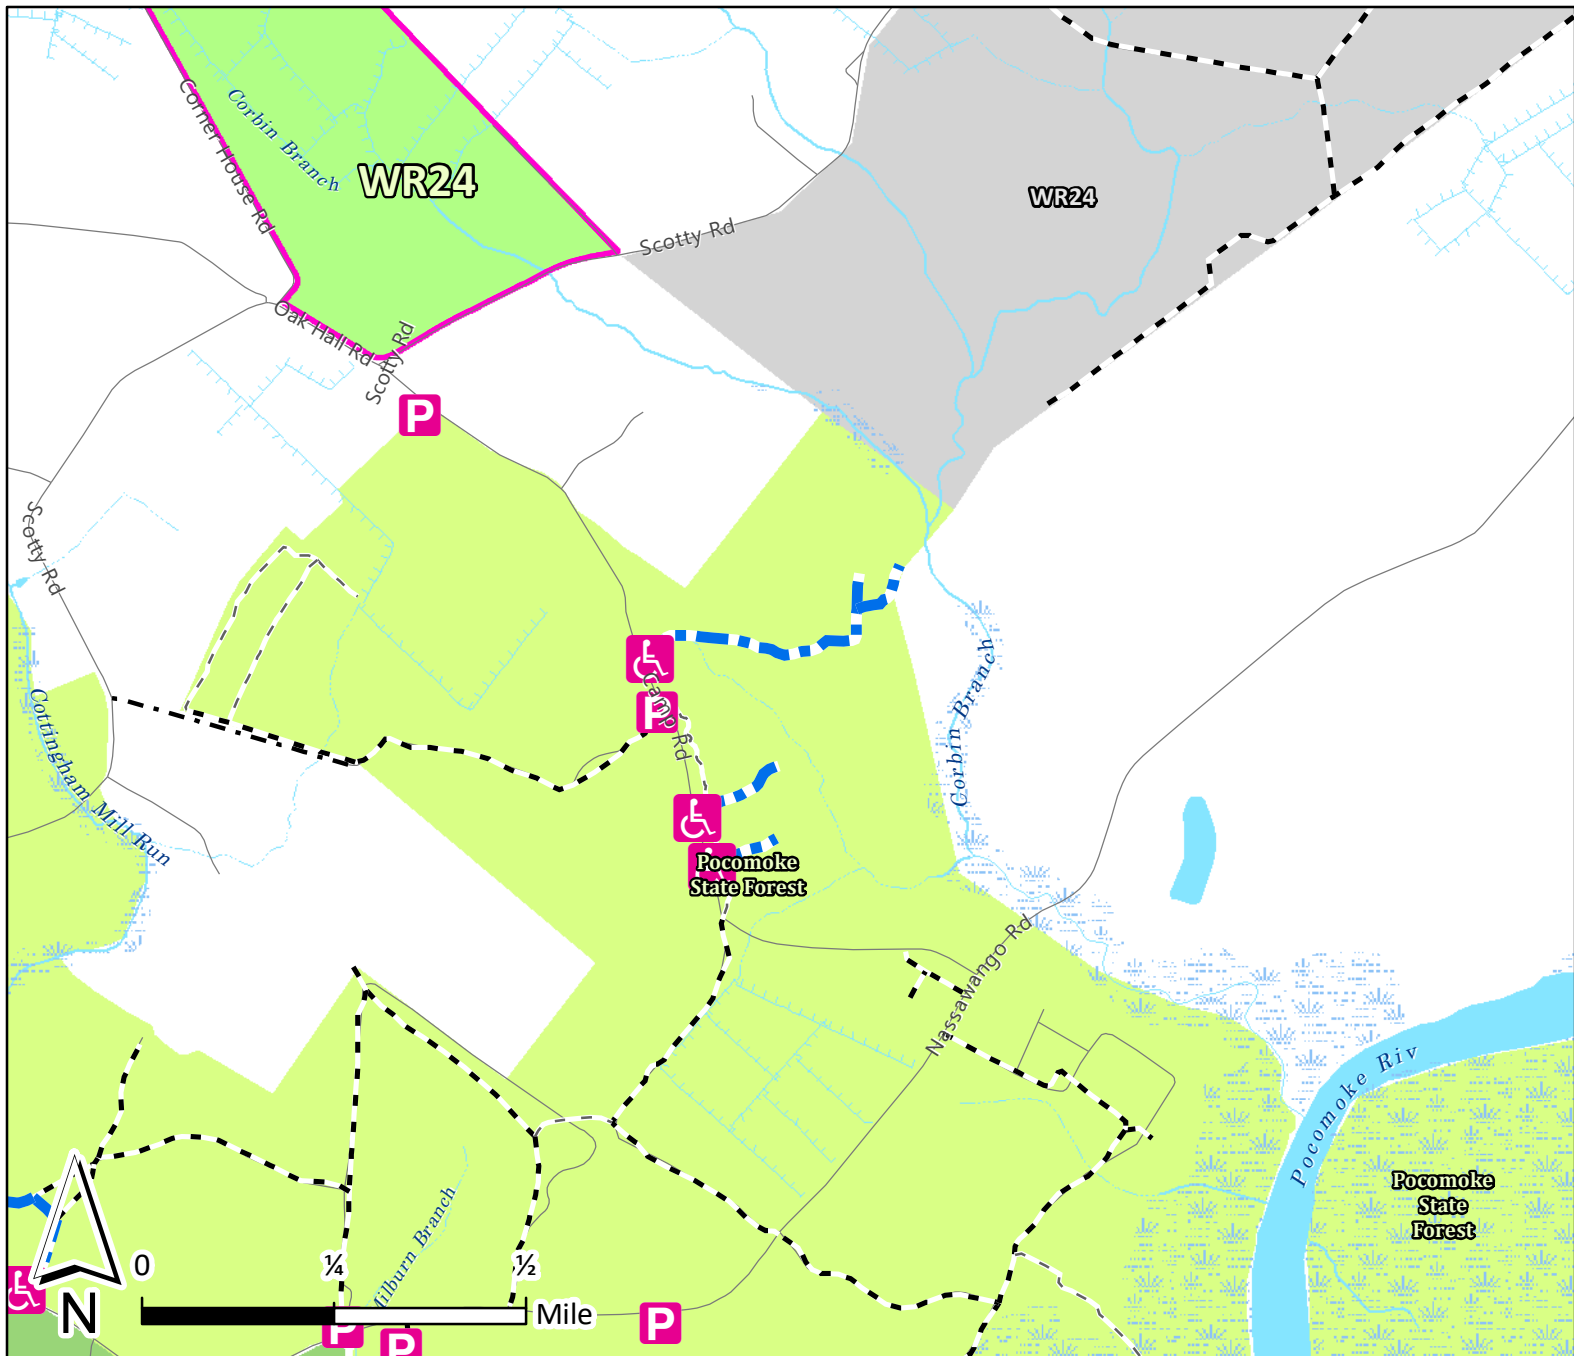 Corner House Rd
Corbin Branch
WR24
WR24
Scotty Rd
Oak Hall Rd
Scotty Rd
P
Scotty Rd
Camp Rd
P
Corbin Branch
Cottingham Mill Run
Pocomoke
State Forest
Nassawango Rd
Pocomoke Riv
Pocomoke
State
Forest
Milburn Branch
0 ¼ ½
Mile
N
P
P
P